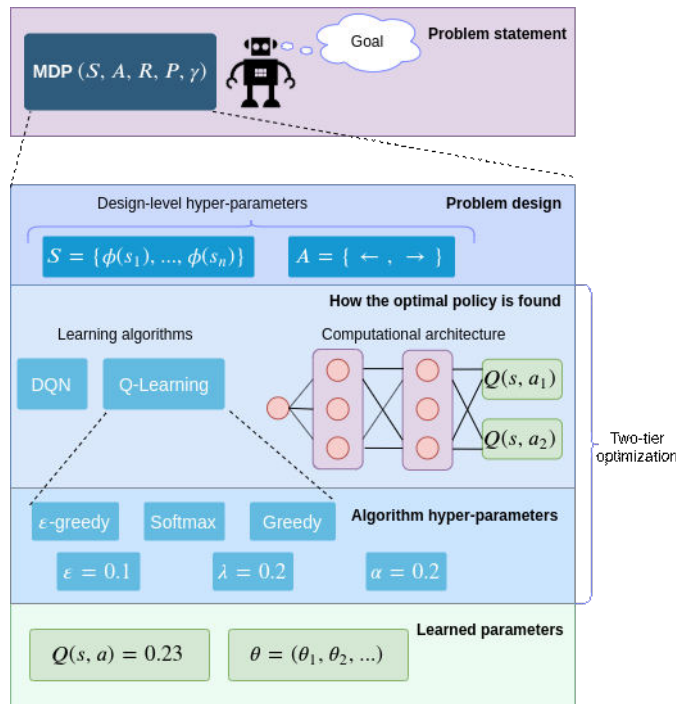 Problem statement
Goal
MDP (S, A, R, P, γ)
Design-level hyper-parameters
Problem design
S = {ϕ(s₁), ..., ϕ(sₙ)}
A = { ← , → }
How the optimal policy is found
Learning algorithms
Computational architecture
DQN
Q-Learning
Q(s, a₁)
Q(s, a₂)
Two-tier
optimization
Algorithm hyper-parameters
ε-greedy
Softmax
Greedy
ε = 0.1
λ = 0.2
α = 0.2
Learned parameters
Q(s, a) = 0.23
θ = (θ₁, θ₂, ...)